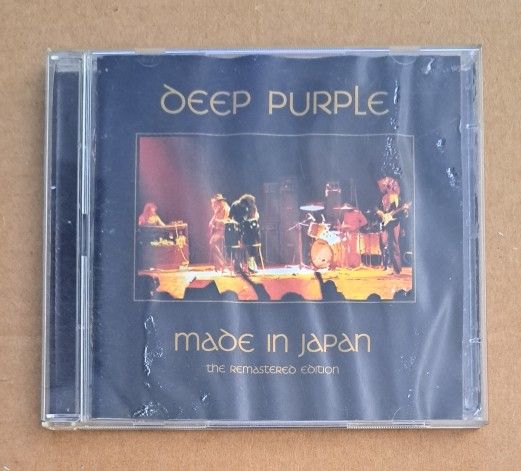 DEEP PURPLE
MADE IN JAPAN
THE REMASTERED EDITION